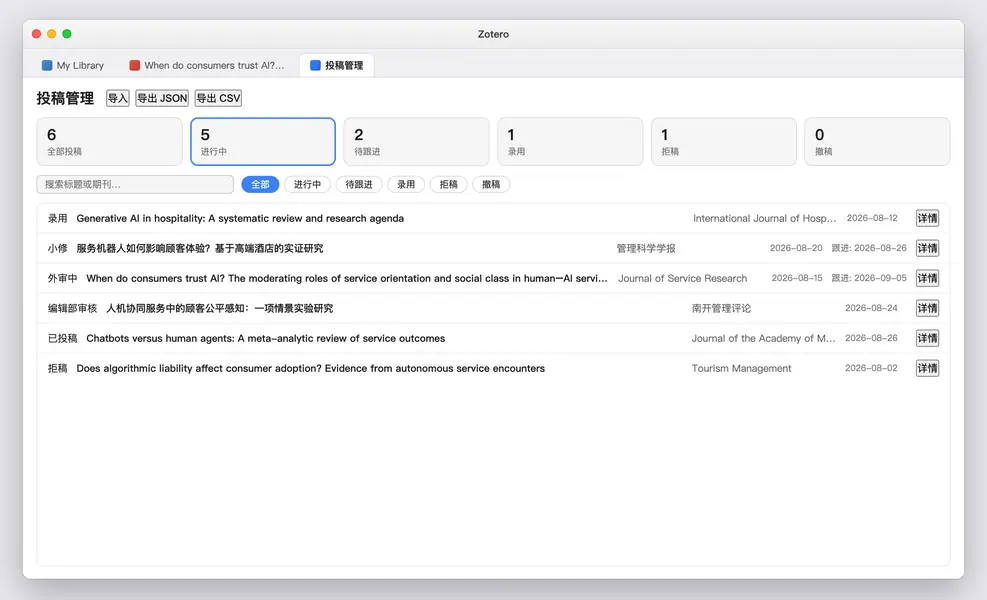 Zotero
My Library
When do consumers trust AI?...
投稿管理
投稿管理 导入 导出 JSON 导出 CSV
6
全部投稿
5
进行中
2
待跟进
1
录用
1
拒稿
0
撤稿
搜索标题或期刊...
全部 进行中 待跟进 录用 拒稿 撤稿
录用 Generative AI in hospitality: A systematic review and research agenda International Journal of Hosp... 2026-08-12 详情
小修 服务机器人如何影响顾客体验？基于高端酒店的实证研究 管理科学学报 2026-08-20 跟进: 2026-08-26 详情
外审中 When do consumers trust AI? The moderating roles of service orientation and social class in human—AI servi... Journal of Service Research 2026-08-15 跟进: 2026-09-05 详情
编辑部审核 人机协同服务中的顾客公平感知：一项情景实验研究 南开管理评论 2026-08-24 详情
已投稿 Chatbots versus human agents: A meta-analytic review of service outcomes Journal of the Academy of M... 2026-08-26 详情
拒稿 Does algorithmic liability affect consumer adoption? Evidence from autonomous service encounters Tourism Management 2026-08-02 详情